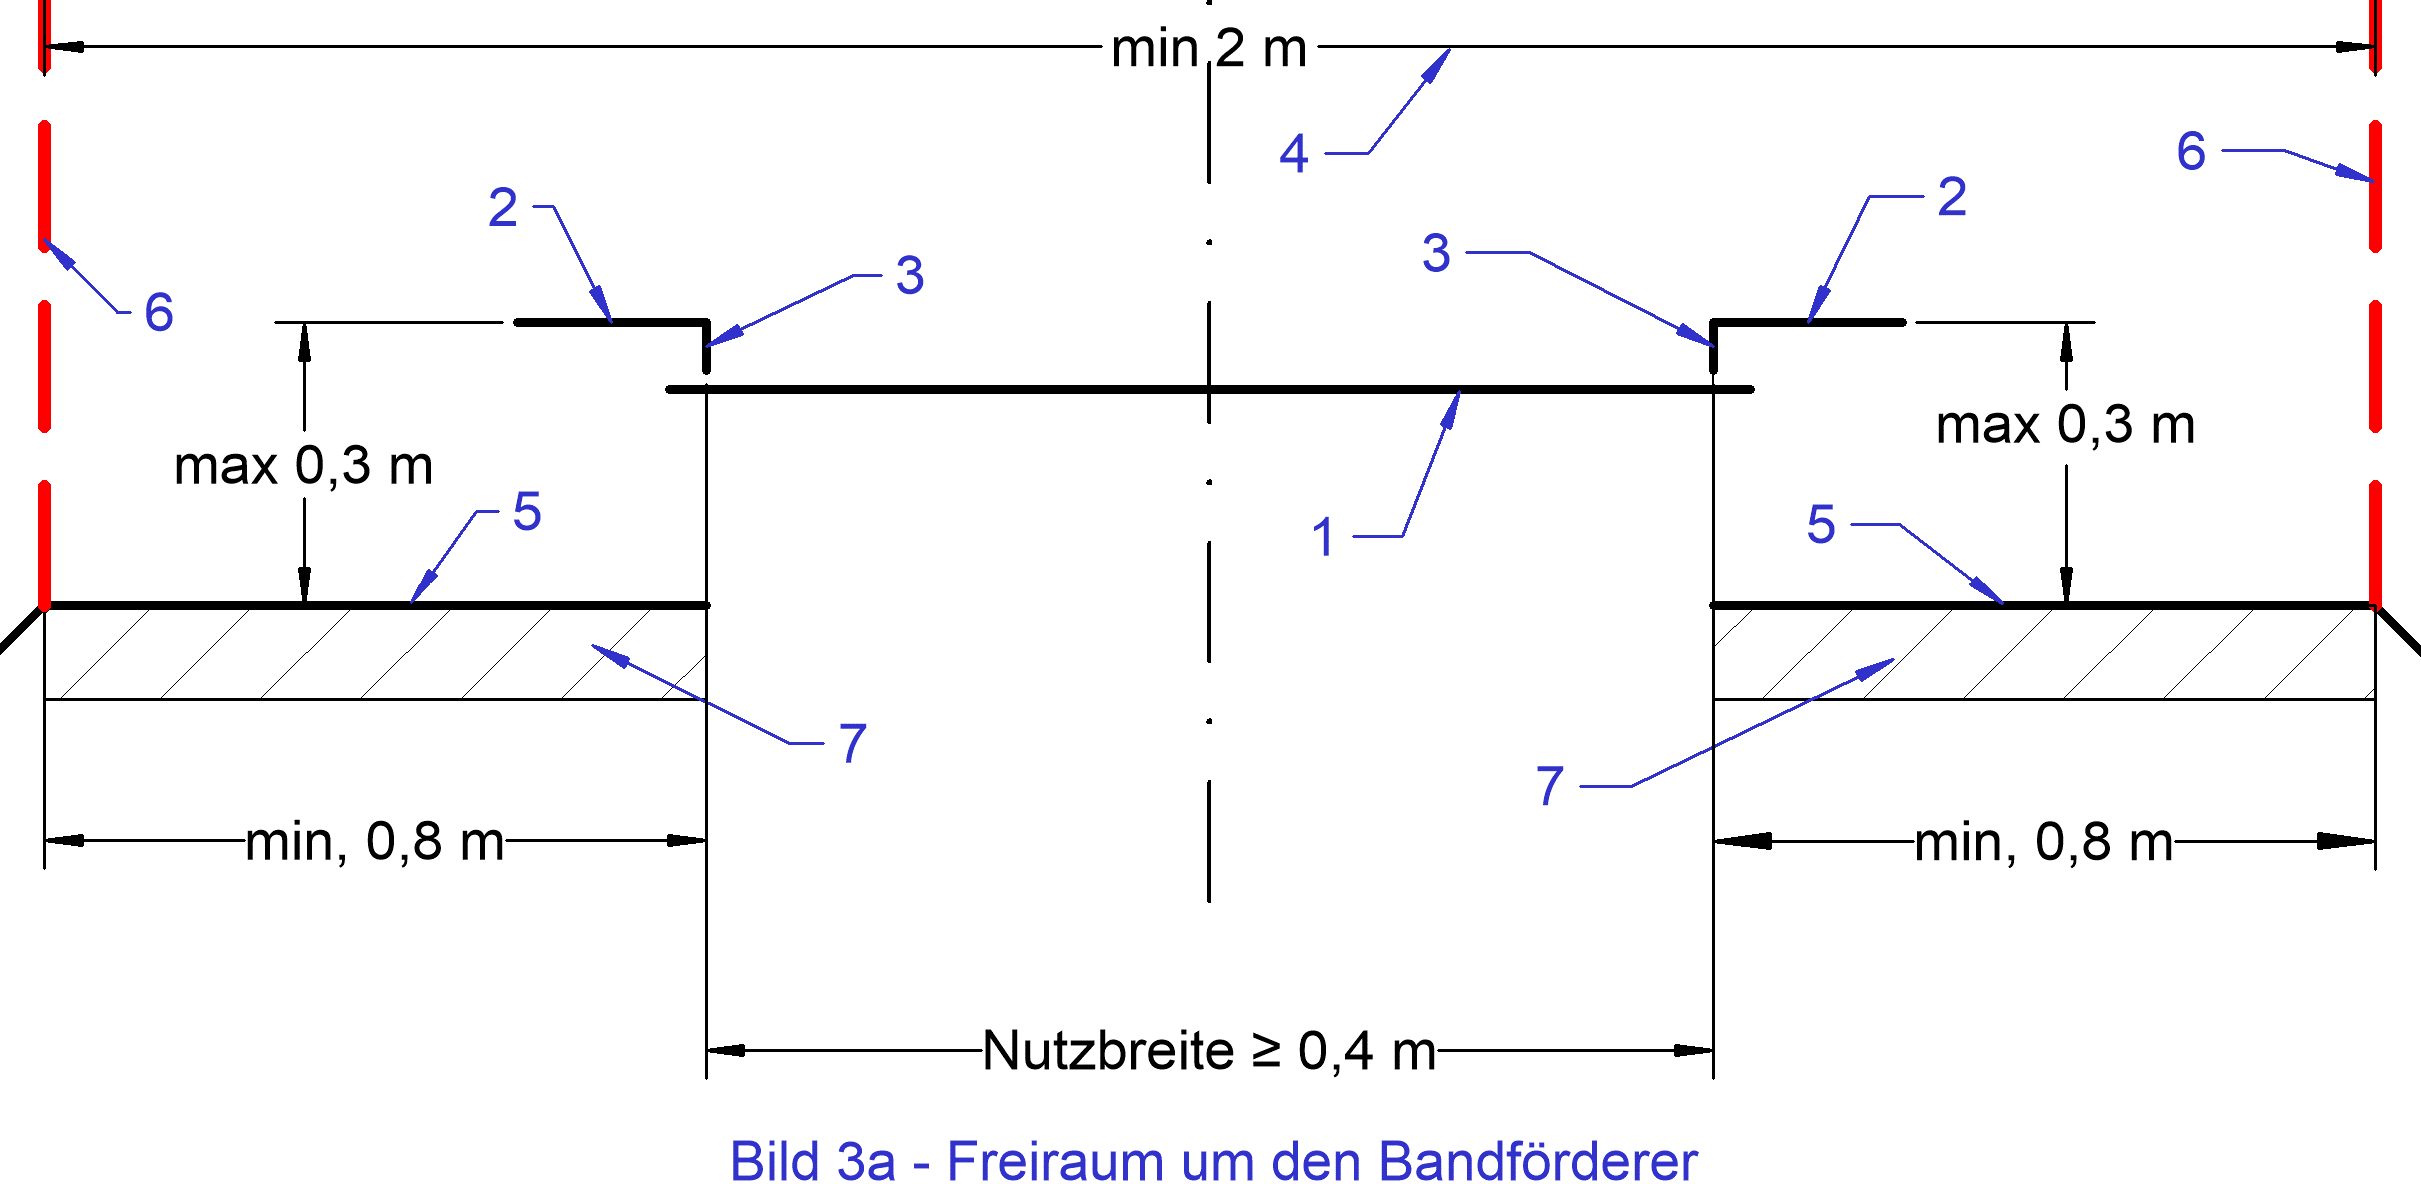 min 2 m
4
6
2
2
3
3
6
max 0,3 m
max 0,3 m
5
5
1
7
7
min, 0,8 m
min, 0,8 m
Nutzbreite ≥ 0,4 m
Bild 3a - Freiraum um den Bandförderer